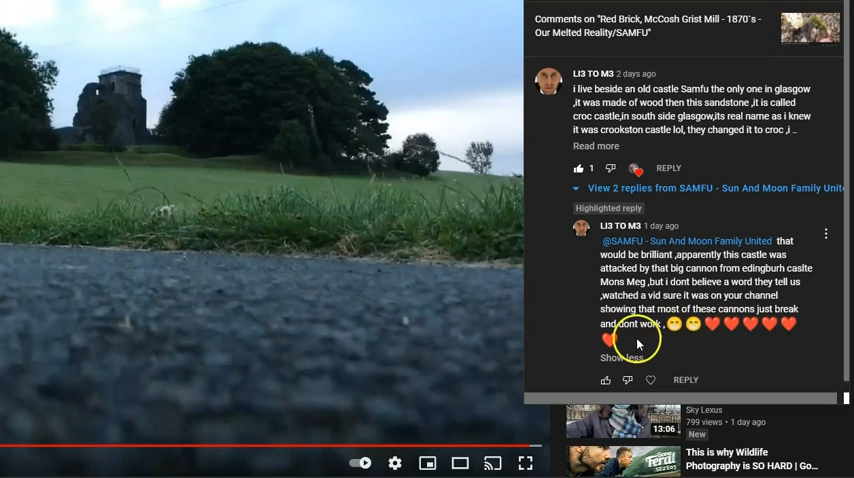 Comments on "Red Brick, McCosh Grist Mill - 1870`s -
Our Melted Reality/SAMFU"
LI3 TO M3 2 days ago
i live beside an old castle Samfu the only one in glasgow
,it was made of wood then this sandstone ,it is called
croc castle,in south side glasgow,its real name as i knew
it was crookston castle lol, they changed it to croc ,i ..
Read more
1 REPLY
View 2 replies from SAMFU - Sun And Moon Family Unite
Highlighted reply
LI3 TO M3 1 day ago
@SAMFU - Sun And Moon Family United that
would be brilliant ,apparently this castle was
attacked by that big cannon from edingburh caslte
Mons Meg ,but i dont believe a word they tell us
,watched a vid sure it was on your channel
showing that most of these cannons just break
and dont work , 😁😁❤️❤️❤️❤️❤️
❤️
Show less
REPLY
Sky Lexus
799 views • 1 day ago
13:06
New
This is why Wildlife
Photography is SO HARD | Go...
Gone
Feral
S2E103